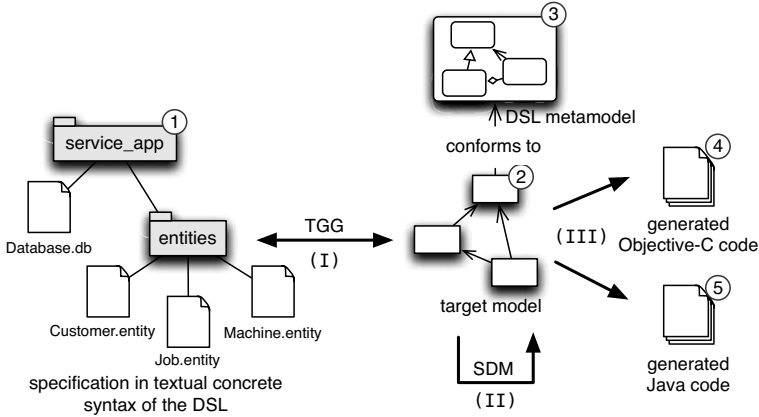 3
DSL metamodel
conforms to
1
service_app
2
4
Database.db
entities
TGG
(I)
(III)
generated
Objective-C code
Customer.entity
Machine.entity
Job.entity
target model
5
SDM
(II)
generated
Java code
specification in textual concrete
syntax of the DSL